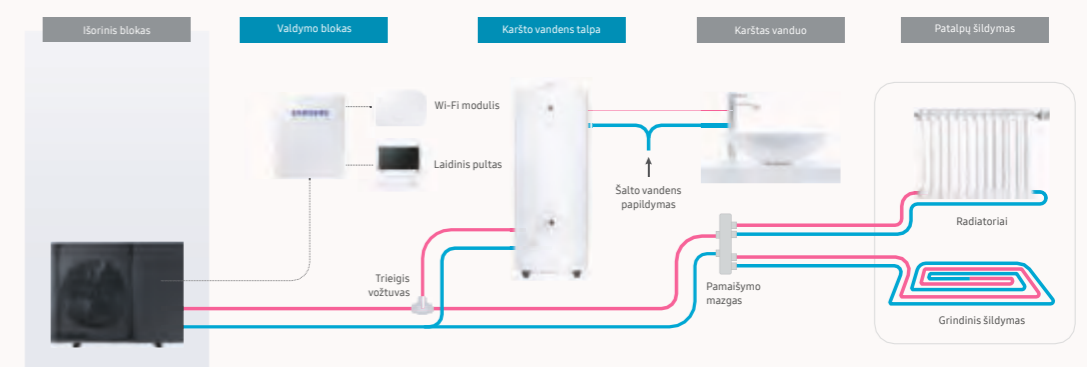 Išorinis blokas
Valdymo blokas
Karšto vandens talpa
Karštas vanduo
Patalpų šildymas
SAMSUNG
Wi-Fi modulis
Laidinis pultas
Šalto vandens
papildymas
Radiatoriai
Trieigis
vožtuvas
Pamaišymo
mazgas
Grindinis šildymas